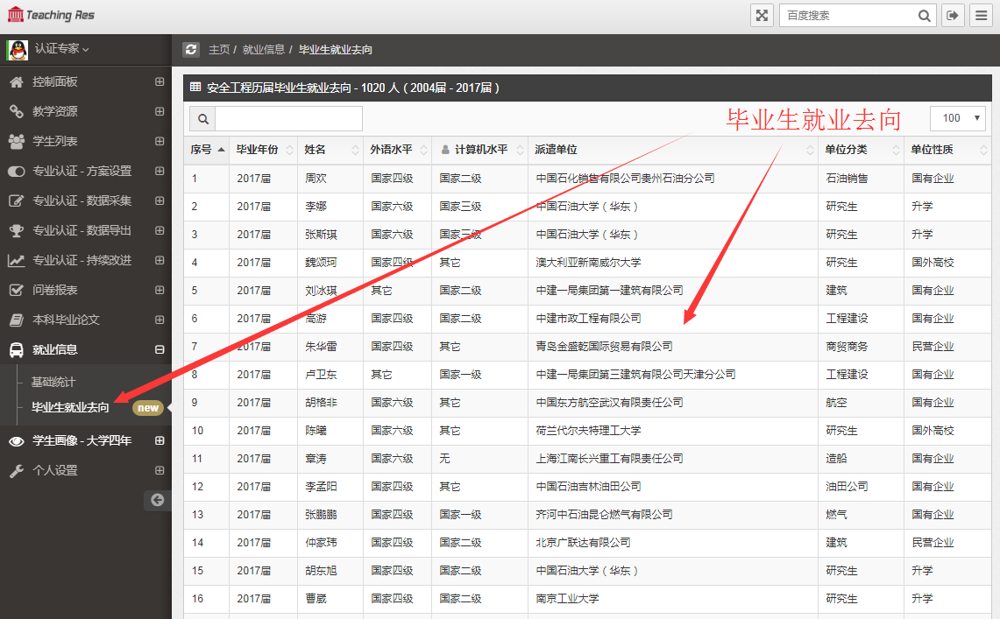 Teaching Res
百度搜索
认证专家
主页 / 就业信息 / 毕业生就业去向
控制面板
教学资源
学生列表
专业认证 - 方案设置
专业认证 - 数据采集
专业认证 - 数据导出
专业认证 - 持续改进
问卷报表
本科毕业论文
就业信息
基础统计
毕业生就业去向 new
学生画像 - 大学四年
个人设置
安全工程历届毕业生就业去向 - 1020 人 ( 2004届 - 2017届 )
毕业生就业去向
100
序号 毕业年份 姓名 外语水平 计算机水平 派遣单位 单位分类 单位性质
1 2017届 周欢 国家四级 国家二级 中国石化销售有限公司贵州石油分公司 石油销售 国有企业
2 2017届 李娜 国家六级 国家三级 中国石油大学（华东） 研究生 升学
3 2017届 张斯琪 国家六级 国家三级 中国石油大学（华东） 研究生 升学
4 2017届 魏颂珂 国家四级 其它 澳大利亚新南威尔大学 研究生 国外高校
5 2017届 刘冰琪 其它 国家二级 中建一局集团第一建筑有限公司 建筑 国有企业
6 2017届 高游 国家四级 国家二级 中建市政工程有限公司 工程建设 国有企业
7 2017届 朱华雷 国家四级 其它 青岛金盛乾国际贸易有限公司 商贸商务 民营企业
8 2017届 卢卫东 其它 国家一级 中建一局集团第三建筑有限公司天津分公司 工程建设 国有企业
9 2017届 胡格非 国家六级 其它 中国东方航空武汉有限责任公司 航空 国有企业
10 2017届 陈曦 国家六级 其它 荷兰代尔夫特理工大学 研究生 国外高校
11 2017届 章涛 国家六级 无 上海江南长兴重工有限责任公司 造船 国有企业
12 2017届 李孟阳 国家四级 其它 中国石油吉林油田公司 油田公司 国有企业
13 2017届 张鹏鹏 国家四级 国家一级 齐河中石油昆仑燃气有限公司 燃气 国有企业
14 2017届 仲家玮 国家四级 国家二级 北京广联达有限公司 建筑 民营企业
15 2017届 胡东旭 国家四级 国家二级 中国石油大学（华东） 研究生 升学
16 2017届 曹崴 国家四级 国家二级 南京工业大学 研究生 升学